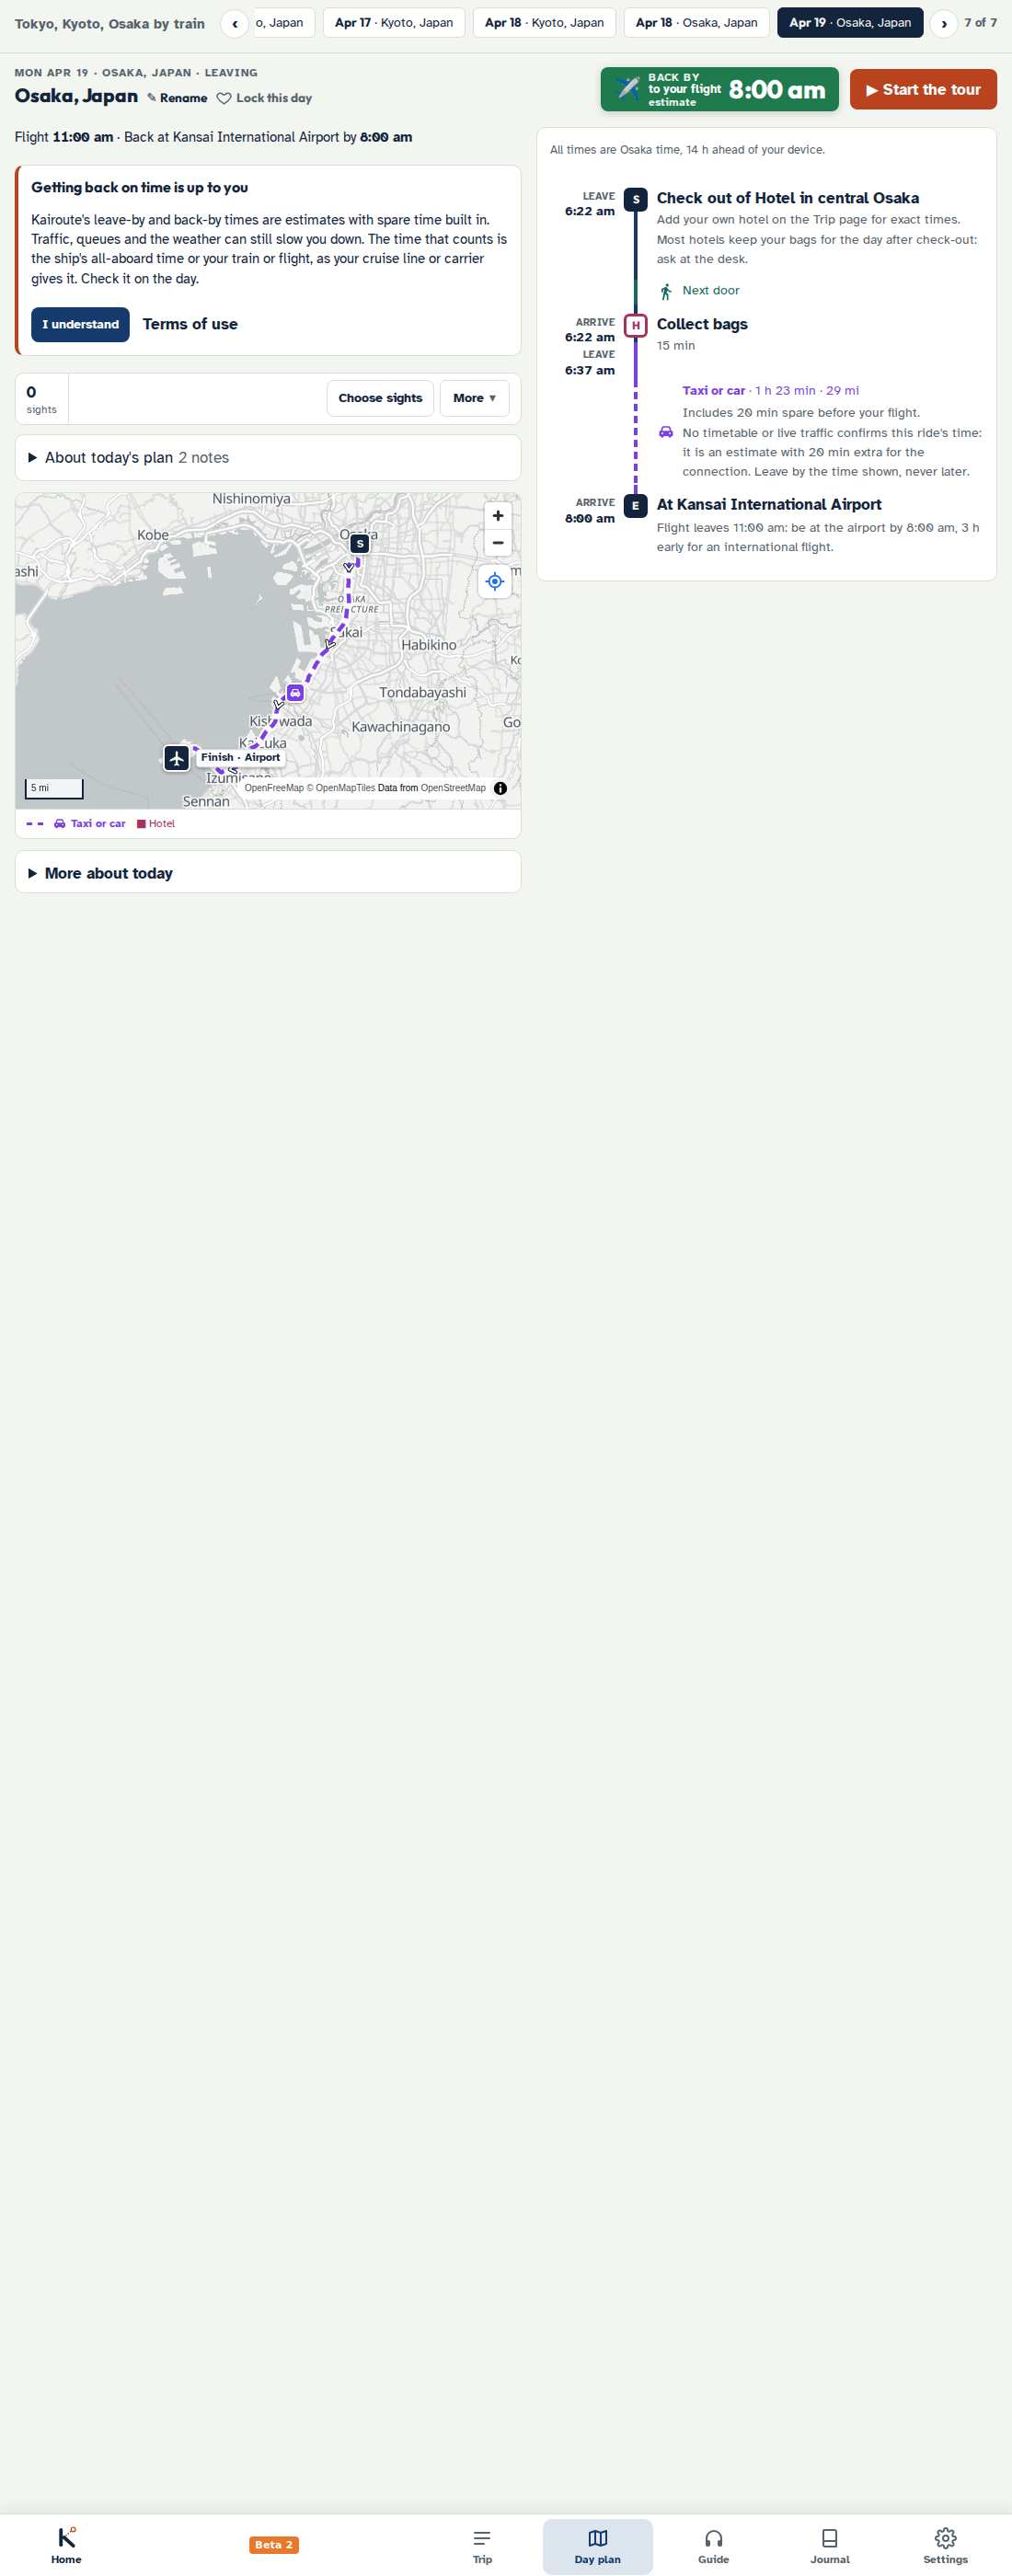 Tokyo, Kyoto, Osaka by train
‹
o, Japan
Apr 17 · Kyoto, Japan
Apr 18 · Kyoto, Japan
Apr 18 · Osaka, Japan
Apr 19 · Osaka, Japan
›
7 of 7
MON APR 19 · OSAKA, JAPAN · LEAVING
Osaka, Japan
✎ Rename
Lock this day
BACK BY
to your flight
estimate
8:00 am
▶ Start the tour
Flight 11:00 am · Back at Kansai International Airport by 8:00 am
Getting back on time is up to you
Kairoute's leave-by and back-by times are estimates with spare time built in.
Traffic, queues and the weather can still slow you down. The time that counts is
the ship's all-aboard time or your train or flight, as your cruise line or carrier
gives it. Check it on the day.
I understand
Terms of use
0
sights
Choose sights
More ▼
▶ About today's plan 2 notes
Nishinomiya
Kobe
Osaka
S
ashi
OSAKA
PREFECTURE
Sakai
Habikino
Tondabayashi
Kishiwada
Kawachinagano
Go
Kaizuka
Finish · Airport
Izumisano
Sennan
5 mi
OpenFreeMap © OpenMapTiles Data from OpenStreetMap
+
−
Taxi or car
Hotel
▶ More about today
All times are Osaka time, 14 h ahead of your device.
LEAVE
6:22 am
S
Check out of Hotel in central Osaka
Add your own hotel on the Trip page for exact times.
Most hotels keep your bags for the day after check-out:
ask at the desk.
Next door
ARRIVE
6:22 am
LEAVE
6:37 am
H
Collect bags
15 min
Taxi or car · 1 h 23 min · 29 mi
Includes 20 min spare before your flight.
No timetable or live traffic confirms this ride's time:
it is an estimate with 20 min extra for the
connection. Leave by the time shown, never later.
ARRIVE
8:00 am
E
At Kansai International Airport
Flight leaves 11:00 am: be at the airport by 8:00 am, 3 h
early for an international flight.
Home
Beta 2
Trip
Day plan
Guide
Journal
Settings